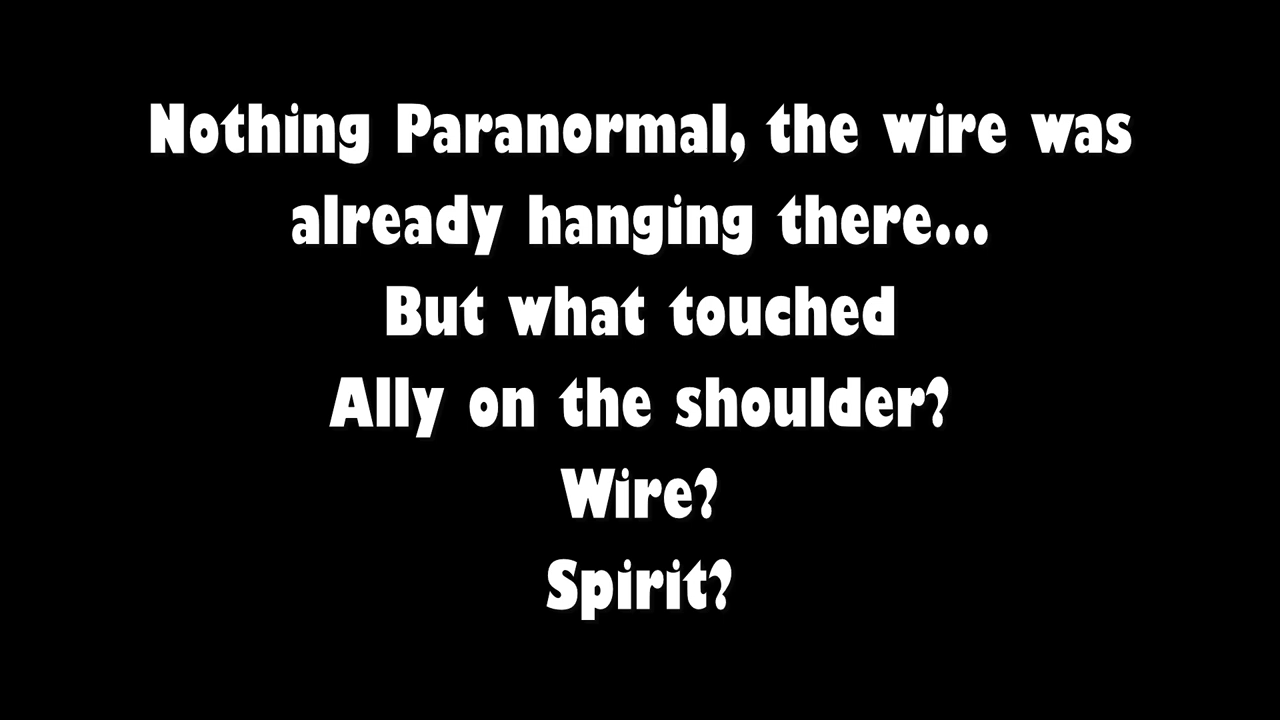 Nothing Paranormal, the wire was
already hanging there...
But what touched
Ally on the shoulder?
Wire?
Spirit?